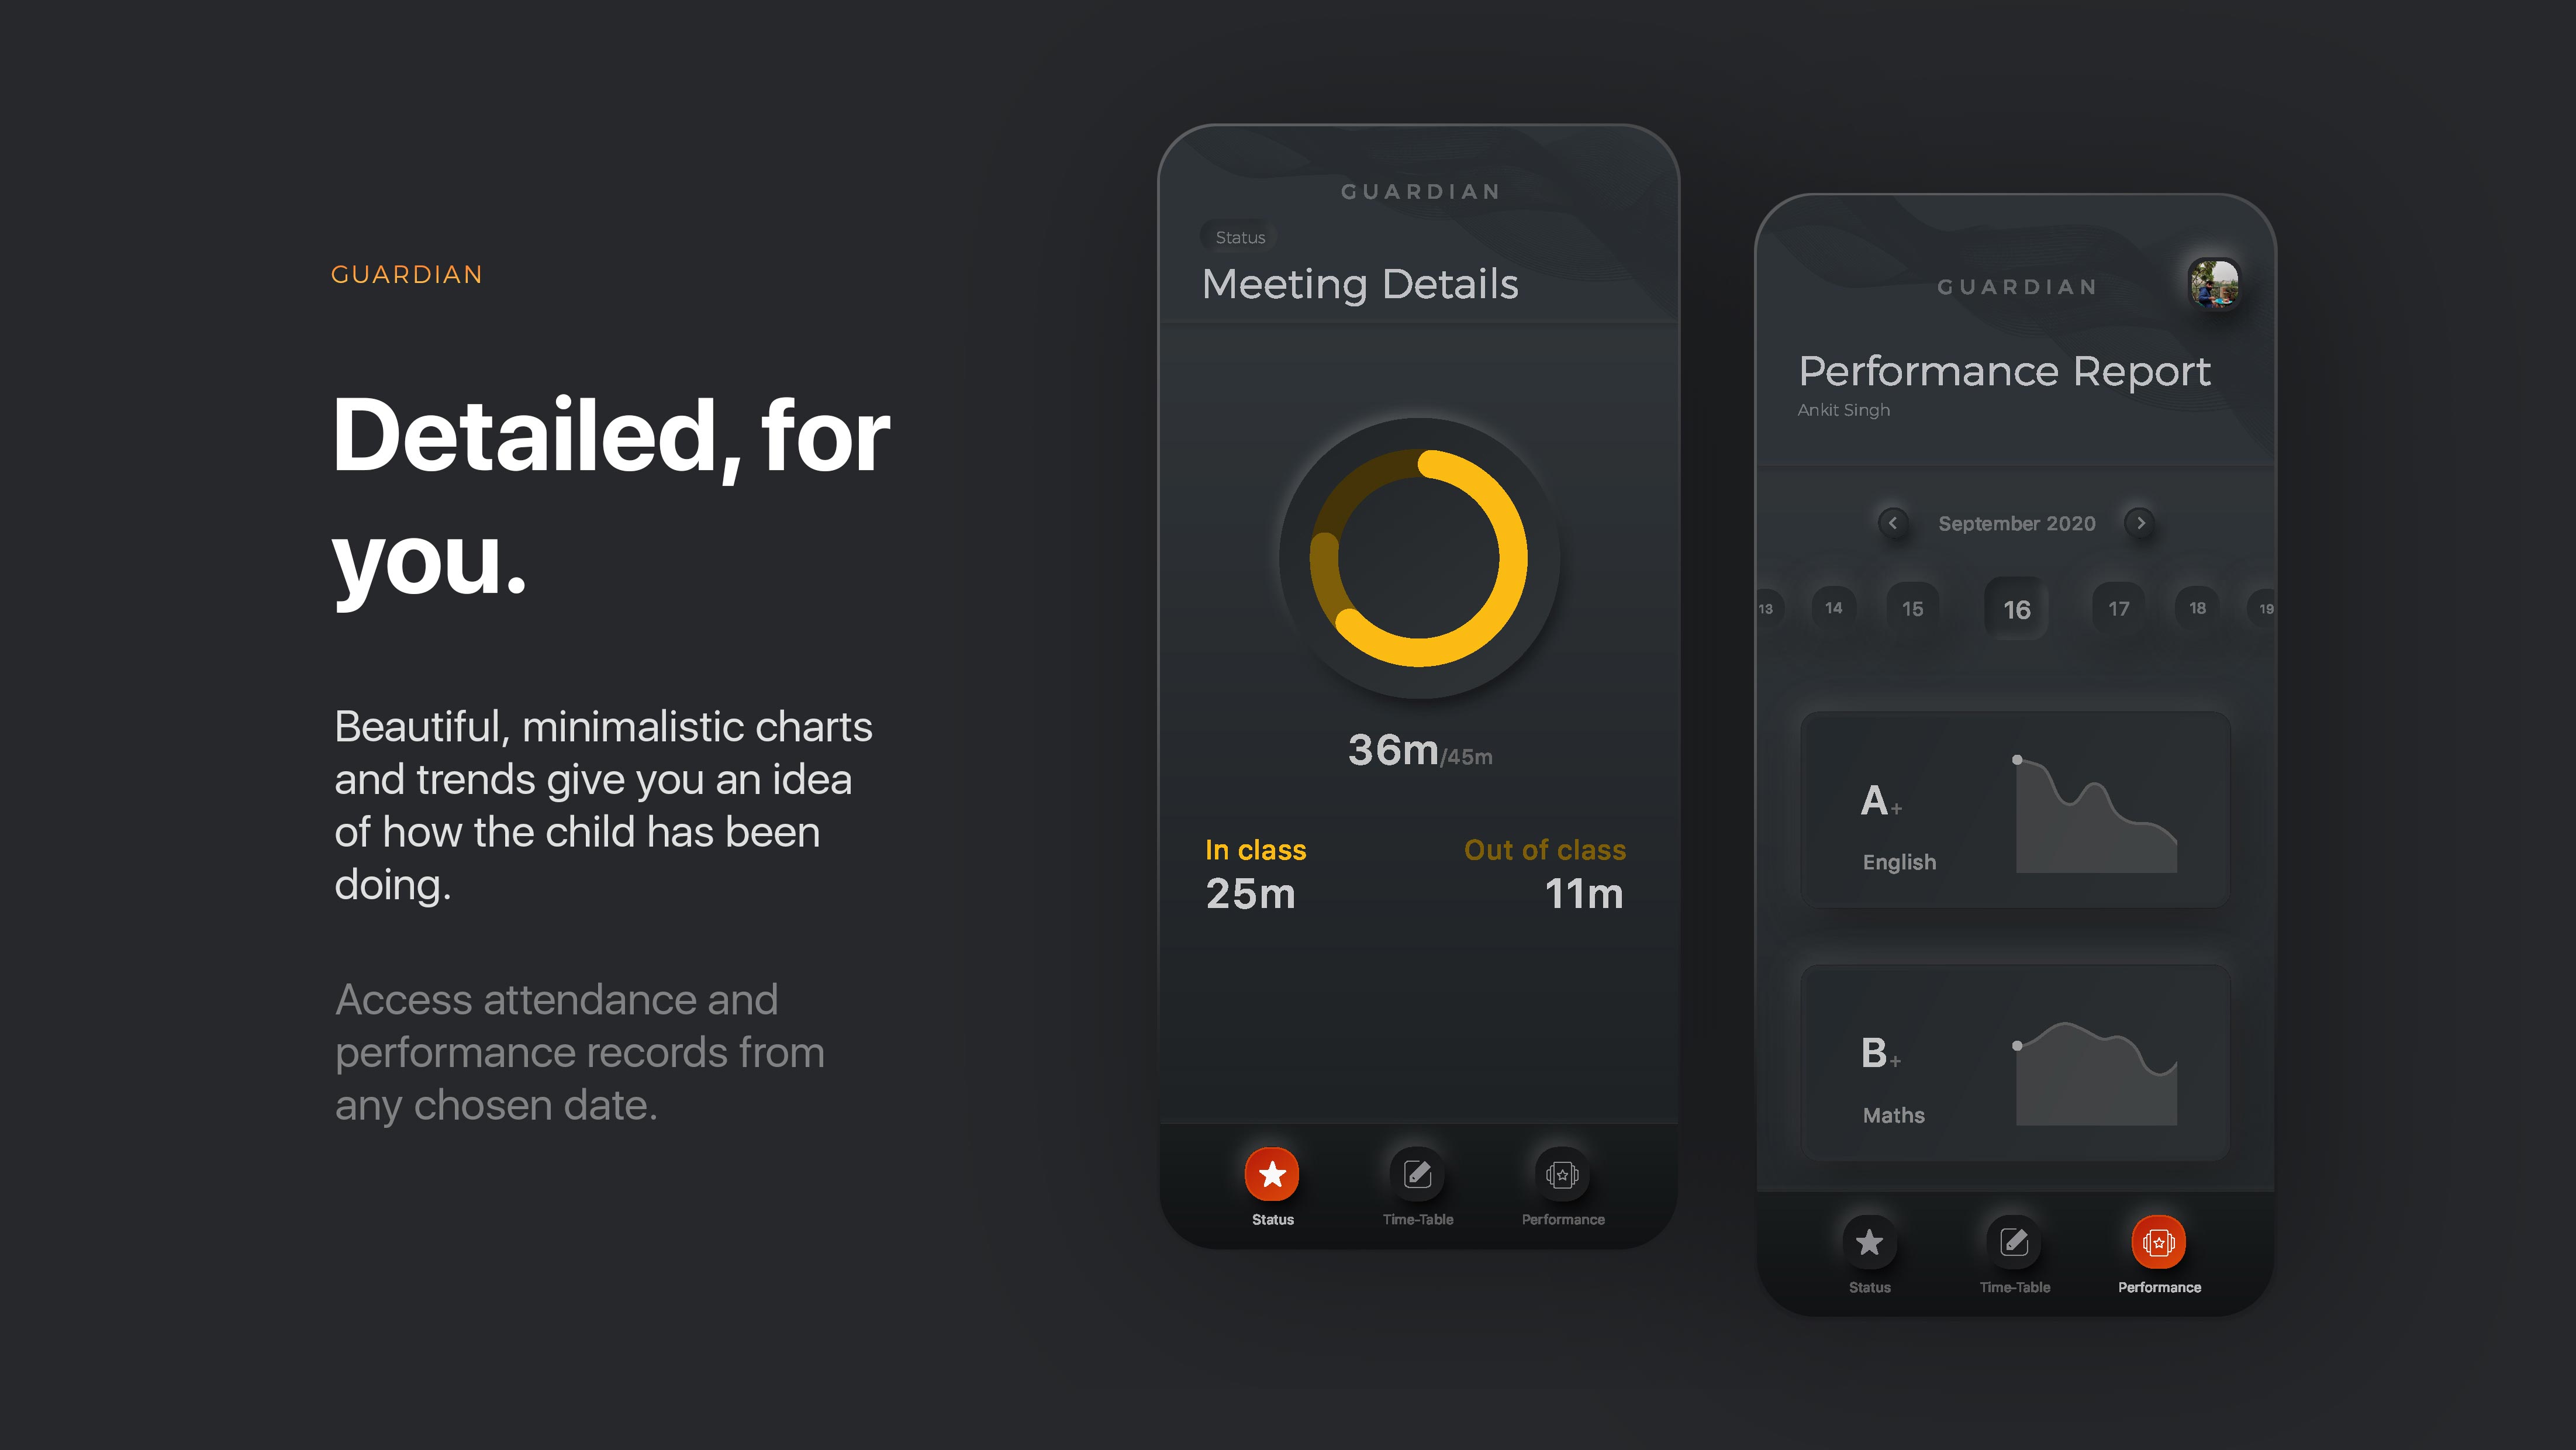 GUARDIAN
Detailed, for
you.
Beautiful, minimalistic charts
and trends give you an idea
of how the child has been
doing.
Access attendance and
performance records from
any chosen date.
GUARDIAN
Status
Meeting Details
36m/45m
In class
Out of class
25m
11m
Status
Time-Table
Performance
GUARDIAN
Performance Report
Ankit Singh
September 2020
13 14 15 16 17 18 19
A+
English
B+
Maths
Status
Time-Table
Performance